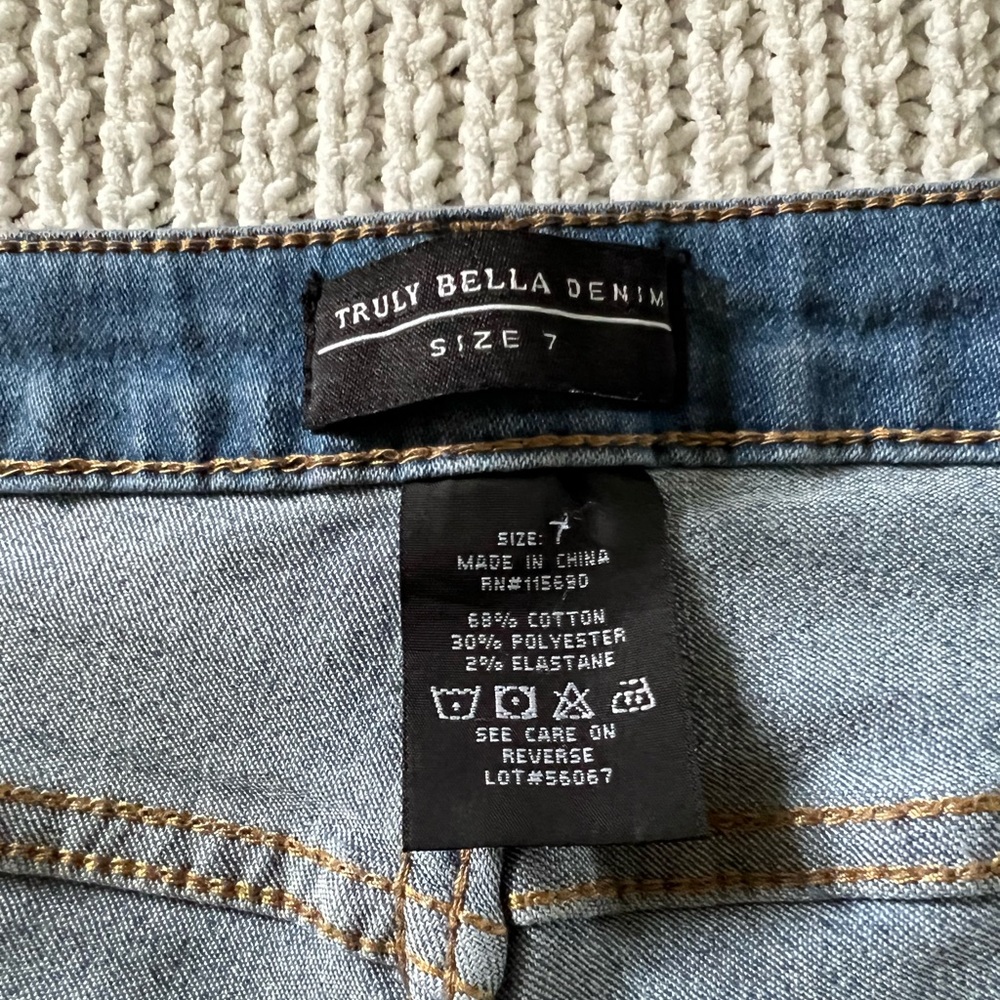 TRULY BELLA DENIM
SIZE 7
SIZE: 7
MADE IN CHINA
RN#115690
68% COTTON
30% POLYESTER
2% ELASTANE
SEE CARE ON
REVERSE
LOT#56067